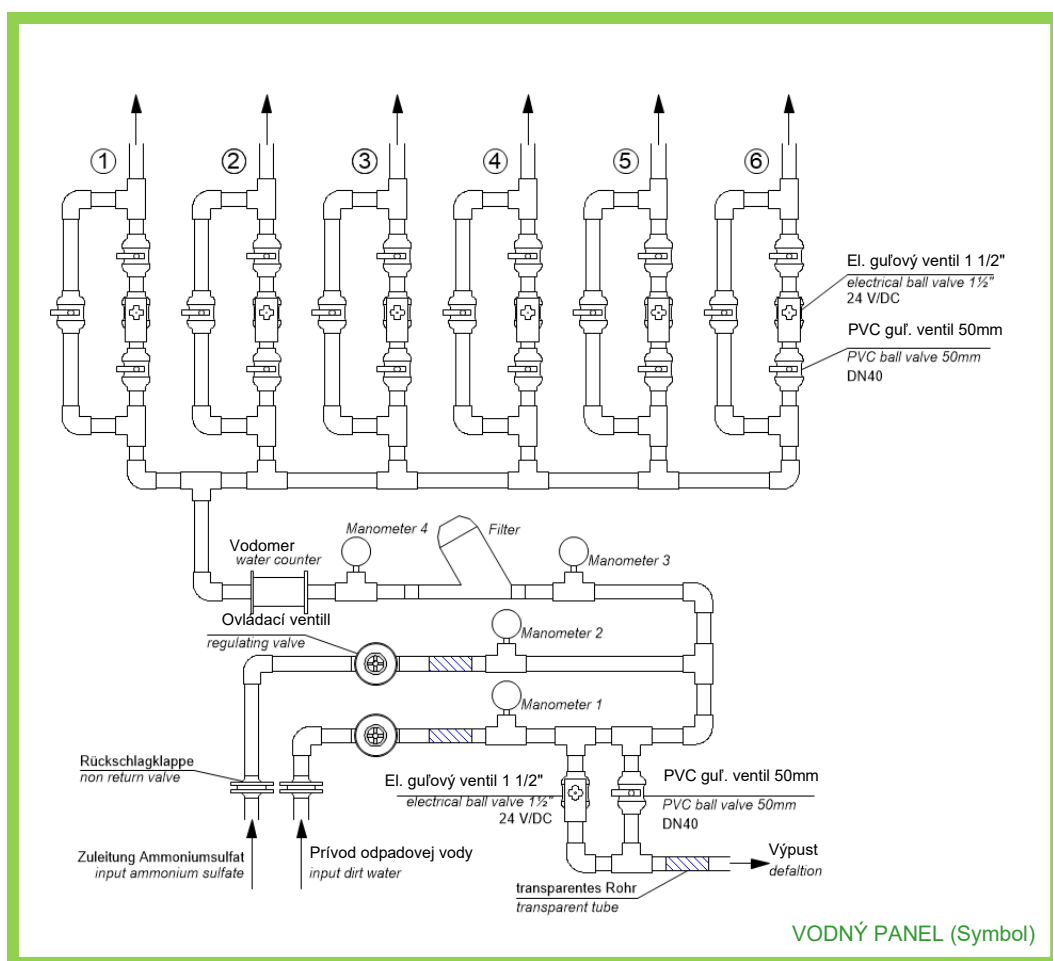 1
2
3
4
5
6
El. guľový ventil 1 1/2"
electrical ball valve 1½"
24 V/DC
PVC guľ. ventil 50mm
PVC ball valve 50mm
DN40
Manometer 4
Filter
Vodomer
water counter
Manometer 3
Ovládací ventill
regulating valve
Manometer 2
Manometer 1
Rückschlagklappe
non return valve
El. guľový ventil 1 1/2"
electrical ball valve 1½"
24 V/DC
PVC guľ. ventil 50mm
PVC ball valve 50mm
DN40
Zuleitung Ammoniumsulfat
input ammonium sulfate
Prívod odpadovej vody
input dirt water
Výpust
defaltion
transparentes Rohr
transparent tube
VODNÝ PANEL (Symbol)